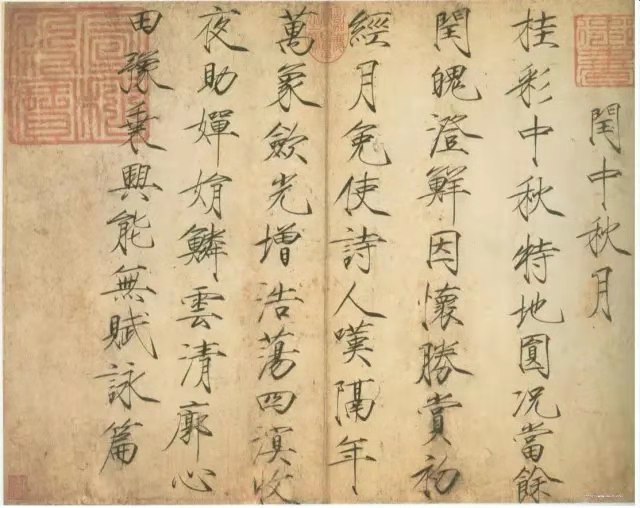 閏中秋月
桂彩中秋特地圓况當餘
閏魄澄鮮因懷勝賞初
經月免使詩人嘆隔年
萬象歛光增浩蕩四溟收
夜助嬋娟鱗雲清廓心
田豫乘興能無賦詠篇